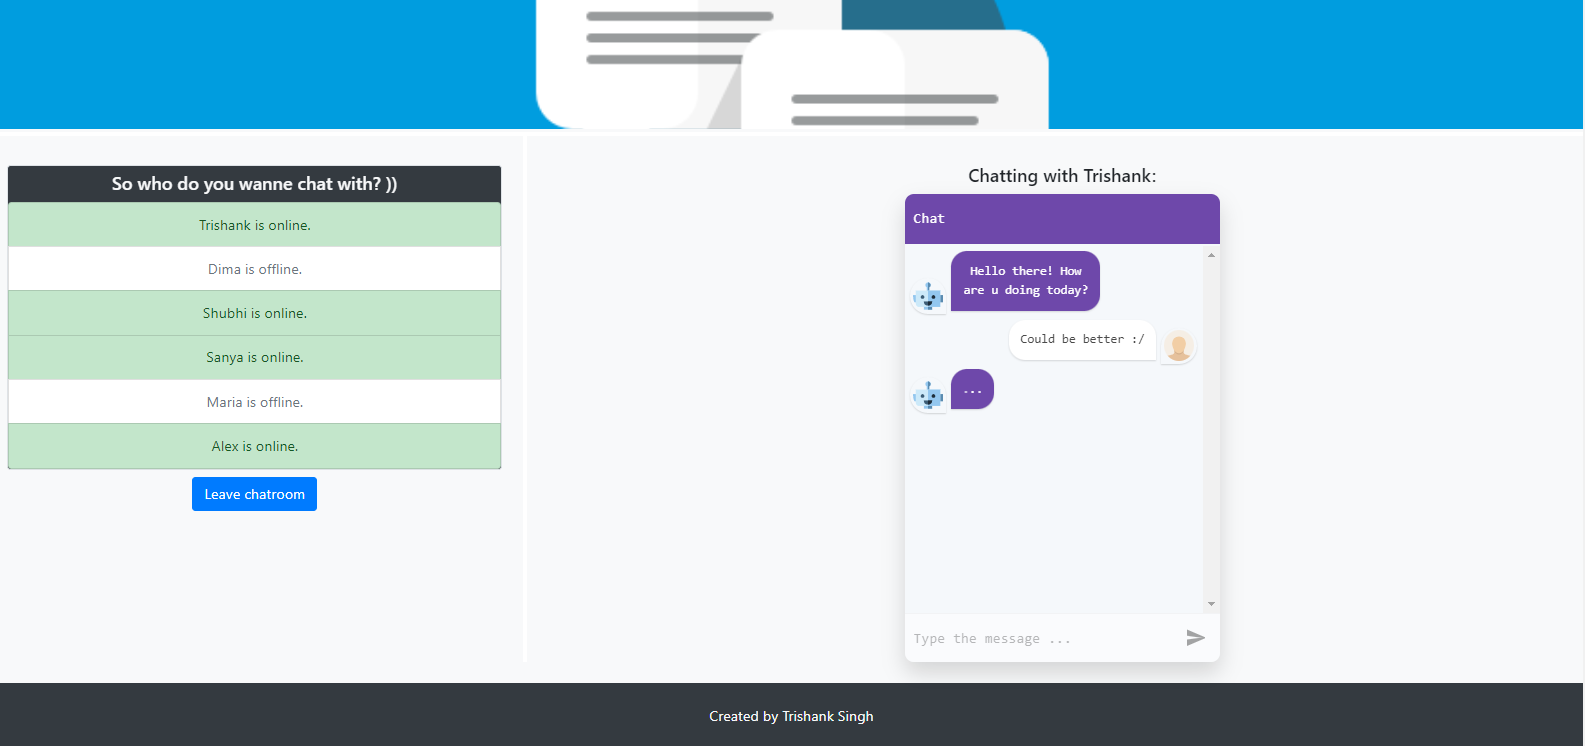 So who do you wanne chat with? ))
Trishank is online.
Dima is offline.
Shubhi is online.
Sanya is online.
Maria is offline.
Alex is online.
Leave chatroom
Chatting with Trishank:
Chat
Hello there! How
are u doing today?
Could be better :/
...
Type the message ...
Created by Trishank Singh